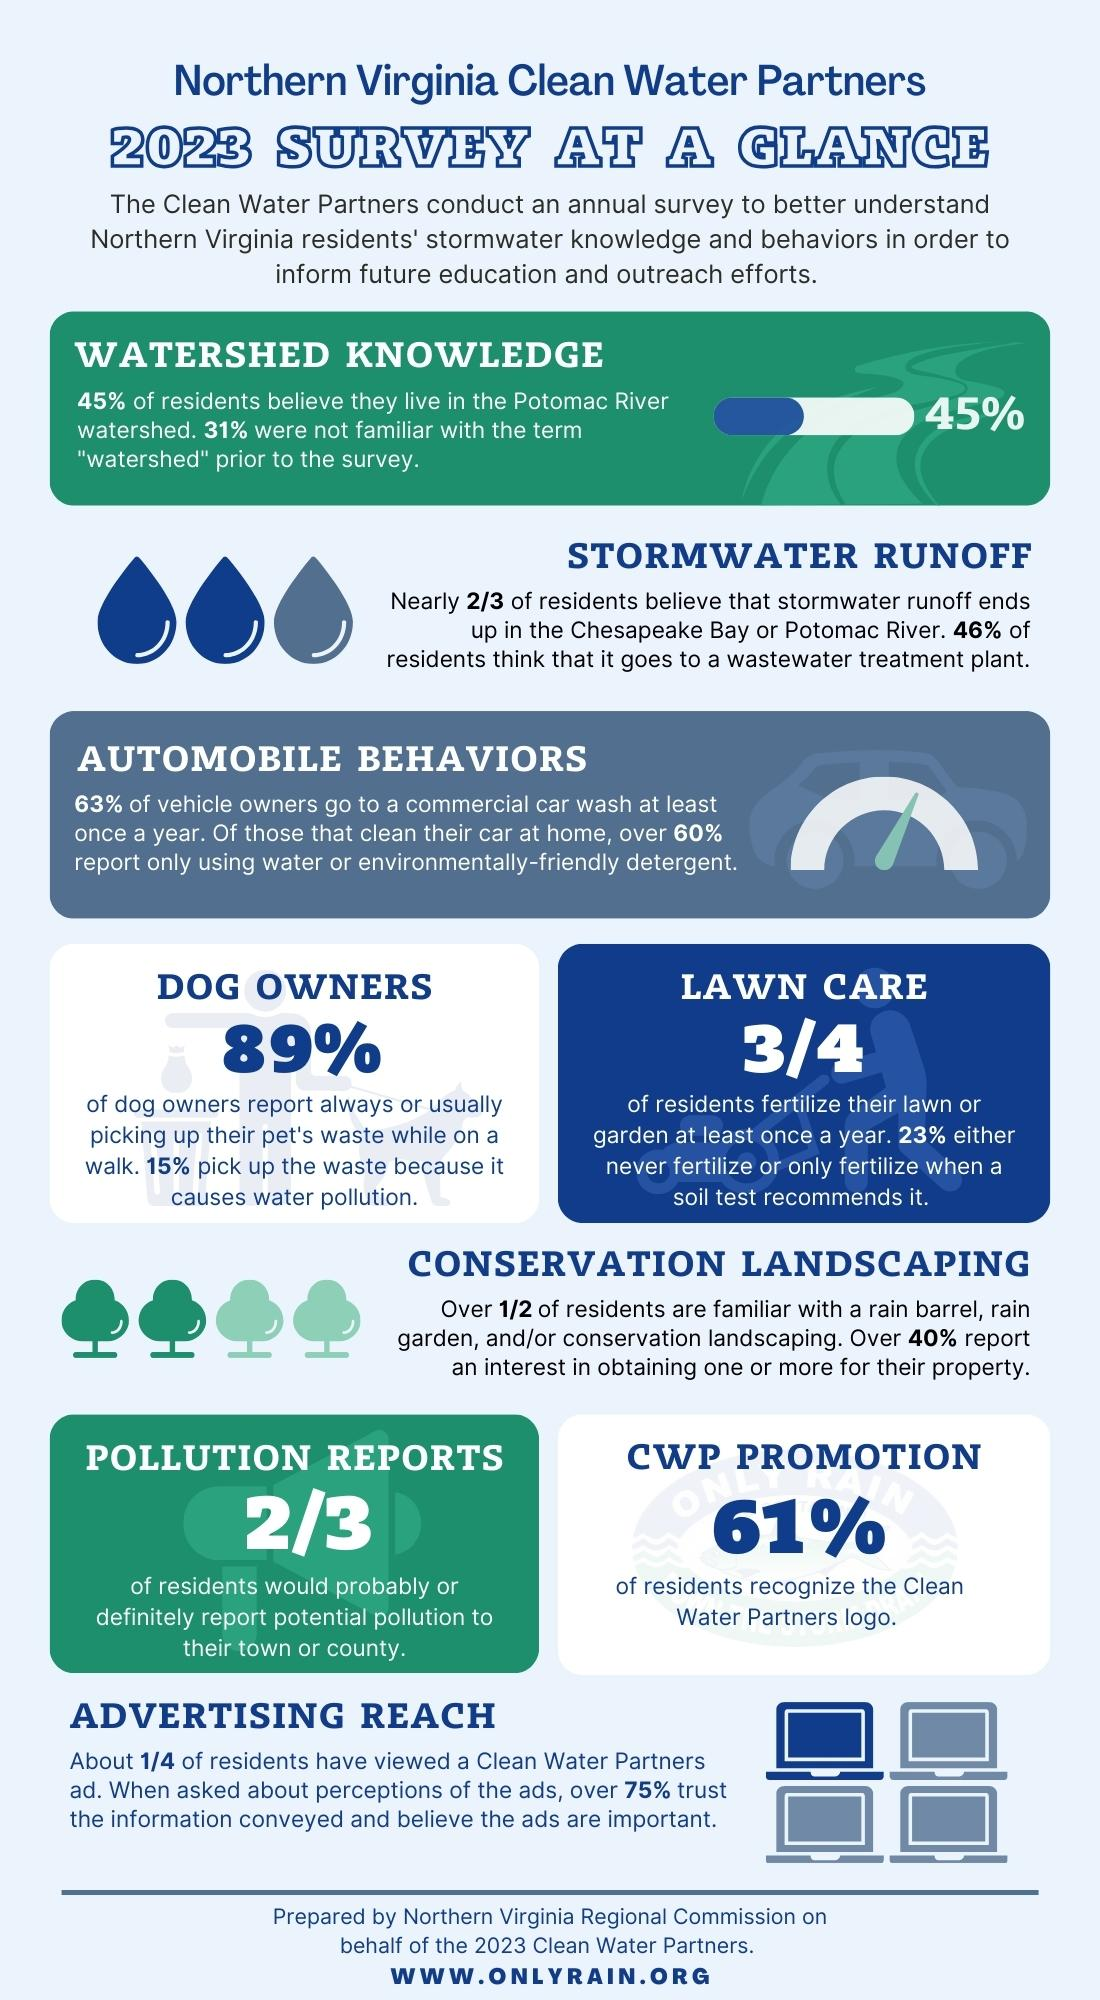 Northern Virginia Clean Water Partners
2023 SURVEY AT A GLANCE
The Clean Water Partners conduct an annual survey to better understand
Northern Virginia residents' stormwater knowledge and behaviors in order to
inform future education and outreach efforts.
WATERSHED KNOWLEDGE
45% of residents believe they live in the Potomac River
watershed. 31% were not familiar with the term
"watershed" prior to the survey.
45%
STORMWATER RUNOFF
Nearly 2/3 of residents believe that stormwater runoff ends
up in the Chesapeake Bay or Potomac River. 46% of
residents think that it goes to a wastewater treatment plant.
AUTOMOBILE BEHAVIORS
63% of vehicle owners go to a commercial car wash at least
once a year. Of those that clean their car at home, over 60%
report only using water or environmentally-friendly detergent.
DOG OWNERS
89%
of dog owners report always or usually
picking up their pet's waste while on a
walk. 15% pick up the waste because it
causes water pollution.
LAWN CARE
3/4
of residents fertilize their lawn or
garden at least once a year. 23% either
never fertilize or only fertilize when a
soil test recommends it.
CONSERVATION LANDSCAPING
Over 1/2 of residents are familiar with a rain barrel, rain
garden, and/or conservation landscaping. Over 40% report
an interest in obtaining one or more for their property.
POLLUTION REPORTS
2/3
of residents would probably or
definitely report potential pollution to
their town or county.
CWP PROMOTION
ONLY RAIN
61%
of residents recognize the Clean
Water Partners logo.
ADVERTISING REACH
About 1/4 of residents have viewed a Clean Water Partners
ad. When asked about perceptions of the ads, over 75% trust
the information conveyed and believe the ads are important.
Prepared by Northern Virginia Regional Commission on
behalf of the 2023 Clean Water Partners.
WWW.ONLYRAIN.ORG